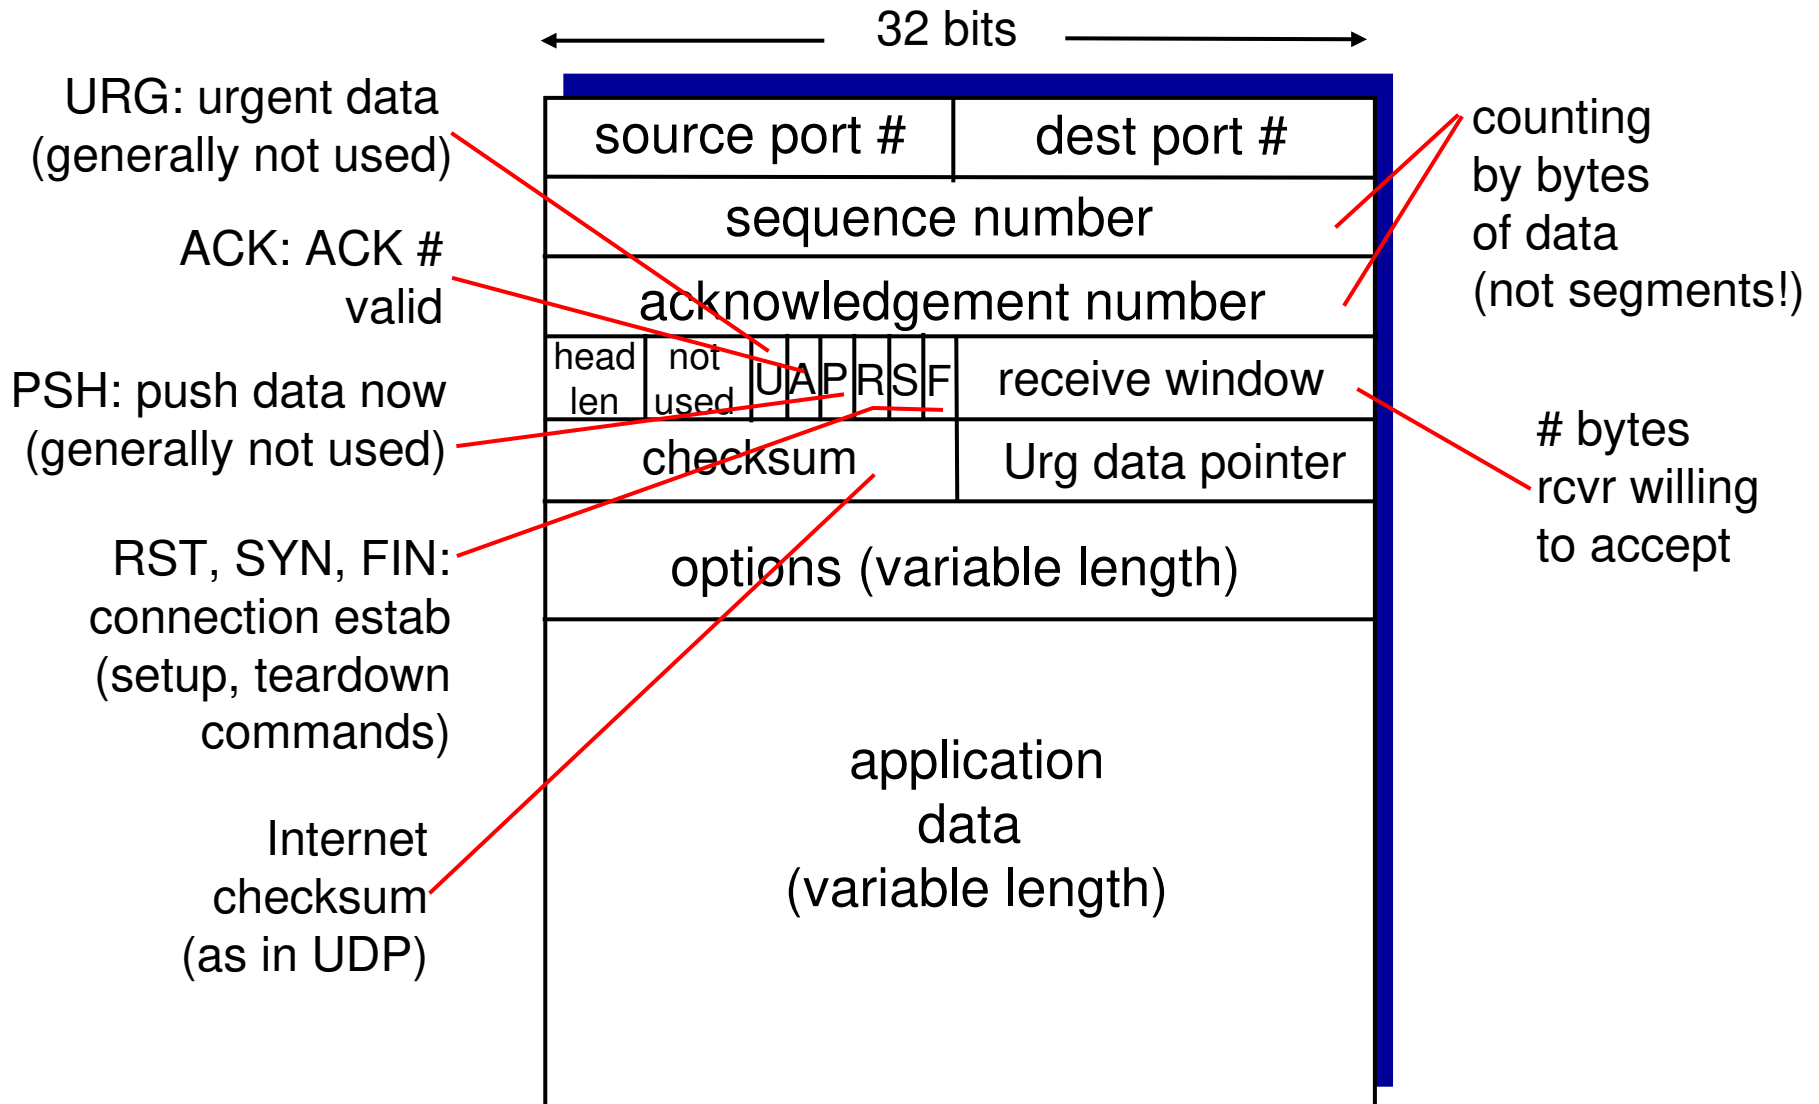 32 bits
URG: urgent data
(generally not used)
ACK: ACK #
valid
PSH: push data now
(generally not used)
RST, SYN, FIN:
connection estab
(setup, teardown
commands)
Internet
checksum
(as in UDP)
source port #
dest port #
sequence number
acknowledgement number
head
len
not
used
U
A
P
R
S
F
receive window
checksum
Urg data pointer
options (variable length)
application
data
(variable length)
counting
by bytes
of data
(not segments!)
# bytes
rcvr willing
to accept